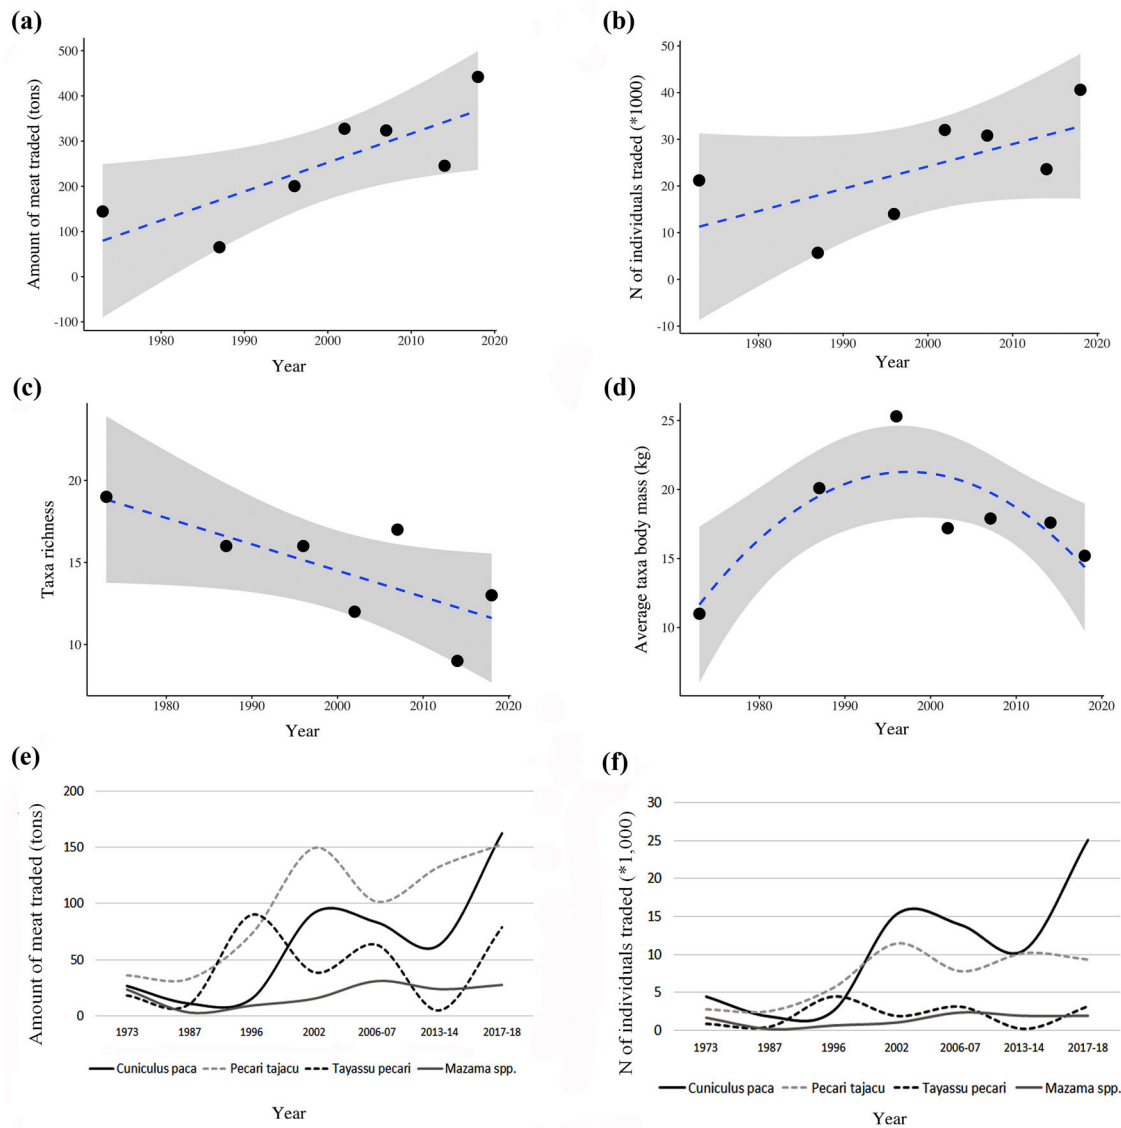 (a)
Amount of meat traded (tons)
500
400
300
200
100
0
-100
1980 1990 2000 2010 2020
Year
(b)
N of individuals traded (*1000)
50
40
30
20
10
0
-10
1980 1990 2000 2010 2020
Year
(c)
Taxa richness
20
15
10
1980 1990 2000 2010 2020
Year
(d)
Average taxa body mass (kg)
25
20
15
10
1980 1990 2000 2010 2020
Year
(e)
Amount of meat traded (tons)
200
150
100
50
0
1973 1987 1996 2002 2006-07 2013-14 2017-18
Cuniculus paca Pecari tajacu Tayassu pecari Mazama spp.
Year
(f)
N of individuals traded (*1,000)
30
25
20
15
10
5
0
1973 1987 1996 2002 2006-07 2013-14 2017-18
Cuniculus paca Pecari tajacu Tayassu pecari Mazama spp.
Year